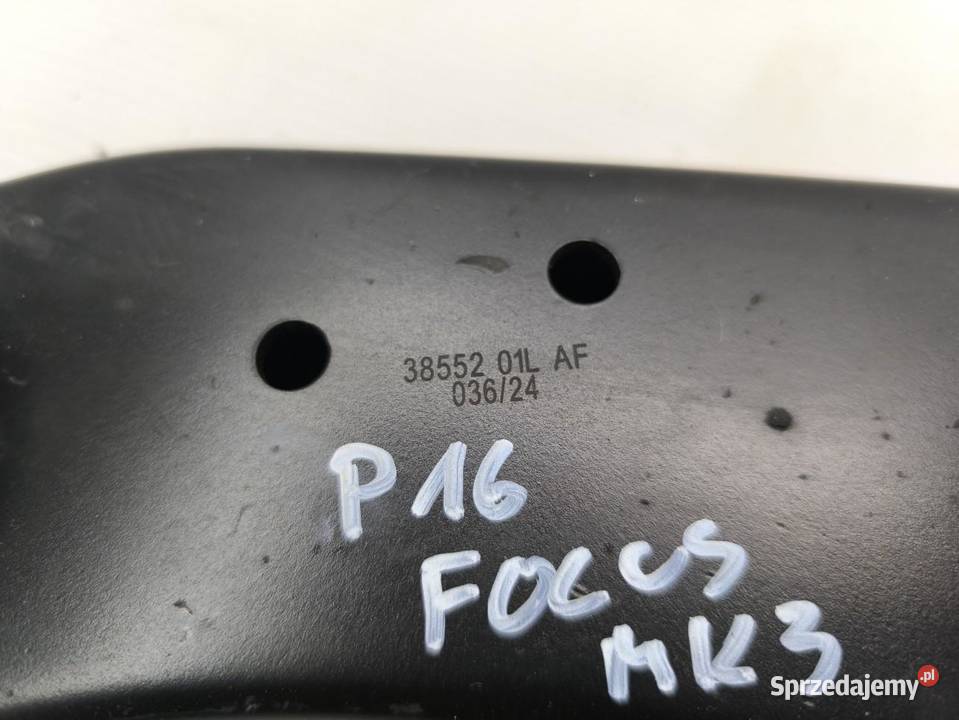 38552 01L AF
036/24
P16
FOCUS
MK3
Sprzedajemy.pl